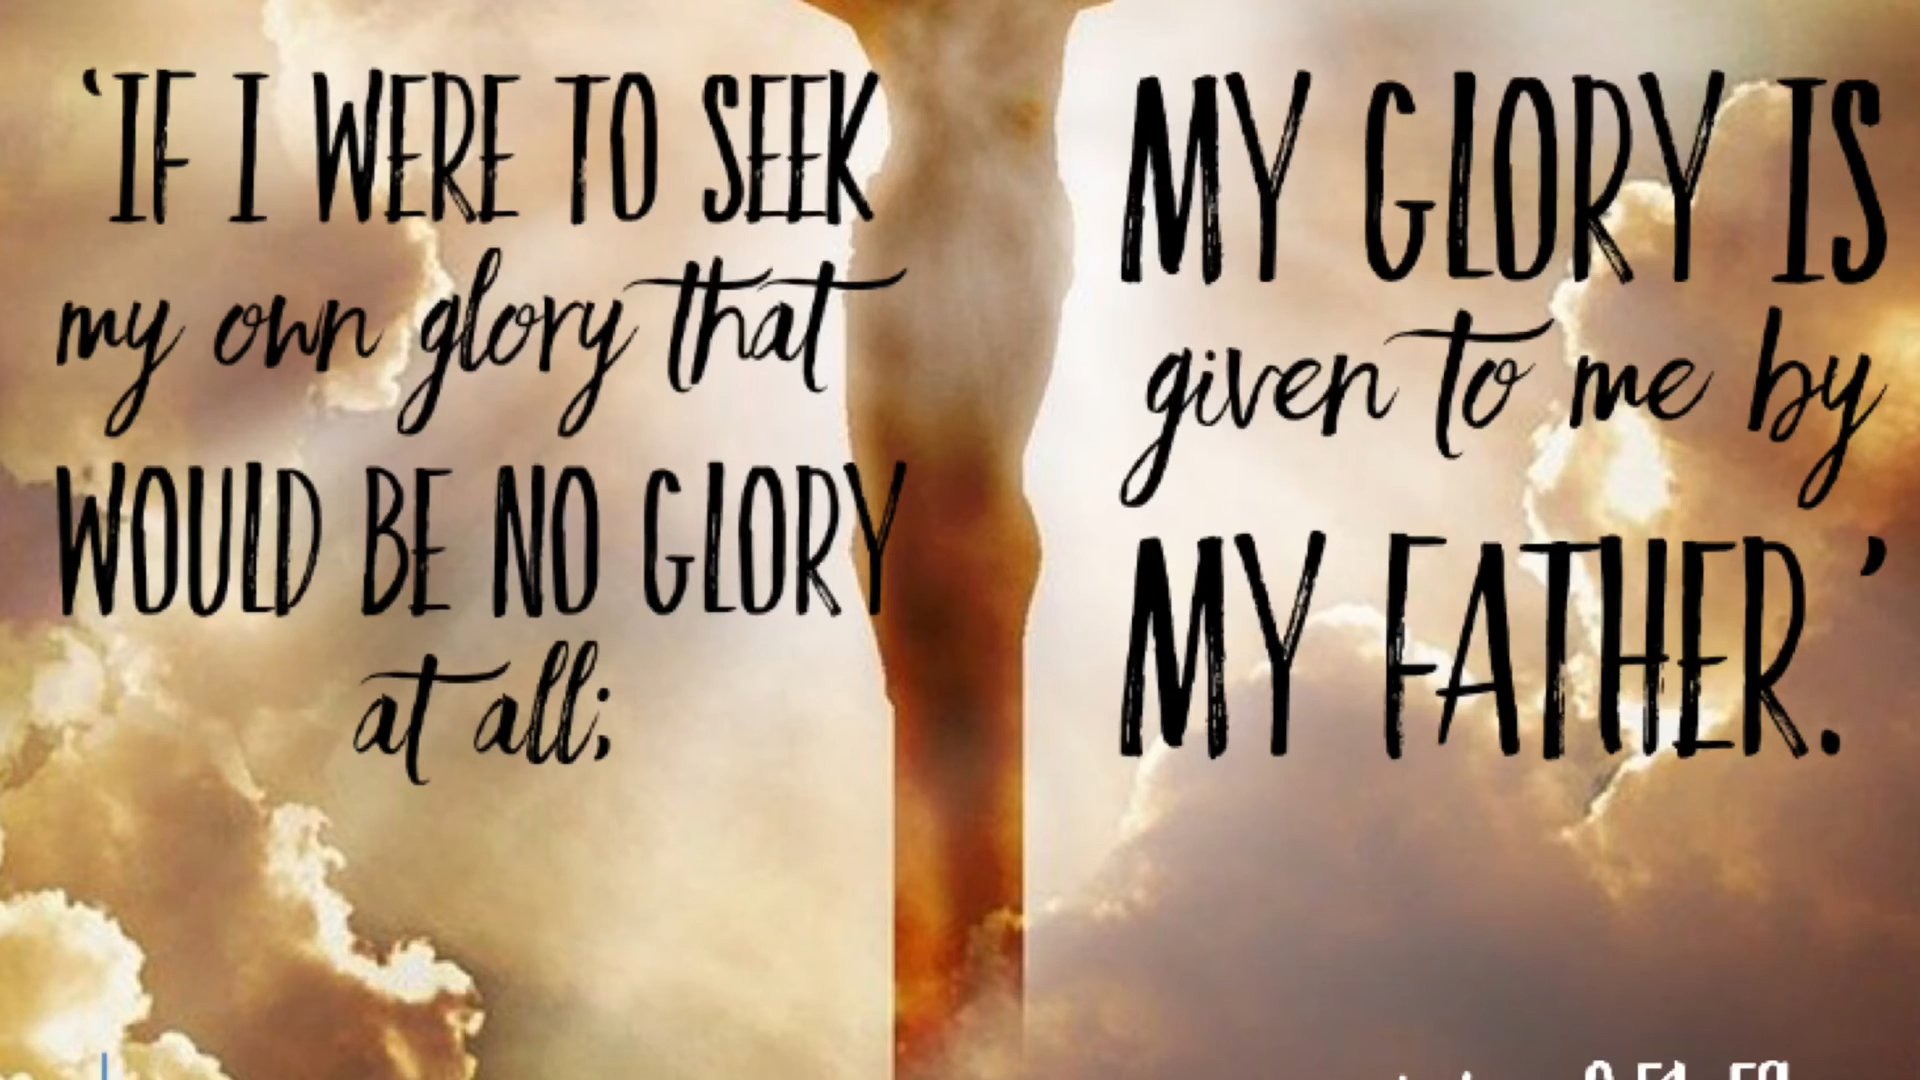 ‘IF I WERE TO SEEK
my own glory that
WOULD BE NO GLORY
at all;
MY GLORY IS
given to me by
MY FATHER.’